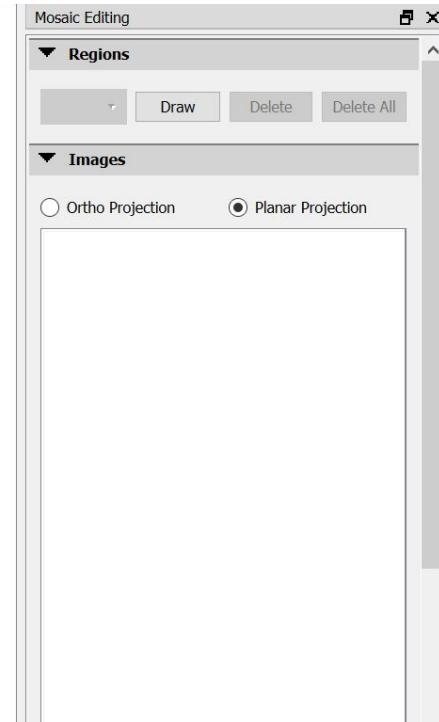 Mosaic Editing
Regions
Draw Delete Delete All
Images
Ortho Projection Planar Projection